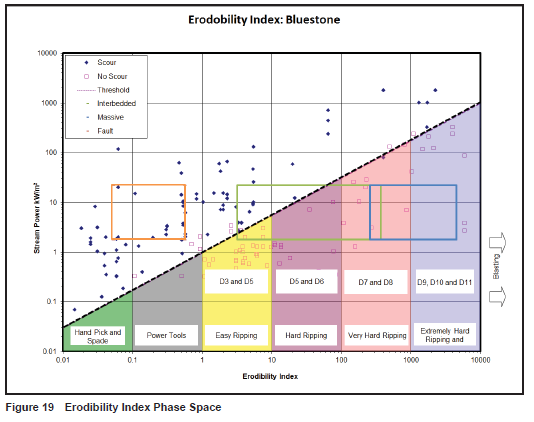 Erodobility Index: Bluestone
10000
1000
100
10
1
0.1
0.01
Stream Power kW/m²
Scour
No Scour
Threshold
Interbedded
Massive
Fault
D3 and D5
D5 and D6
D7 and D8
D9, D10 and D11
Hand Pick and
Spade
Power Tools
Easy Ripping
Hard Ripping
Very Hard Ripping
Extremely Hard
Ripping and
Blasting
0.01
0.1
1
10
100
1000
10000
Erodibility Index
Figure 19 Erodibility Index Phase Space